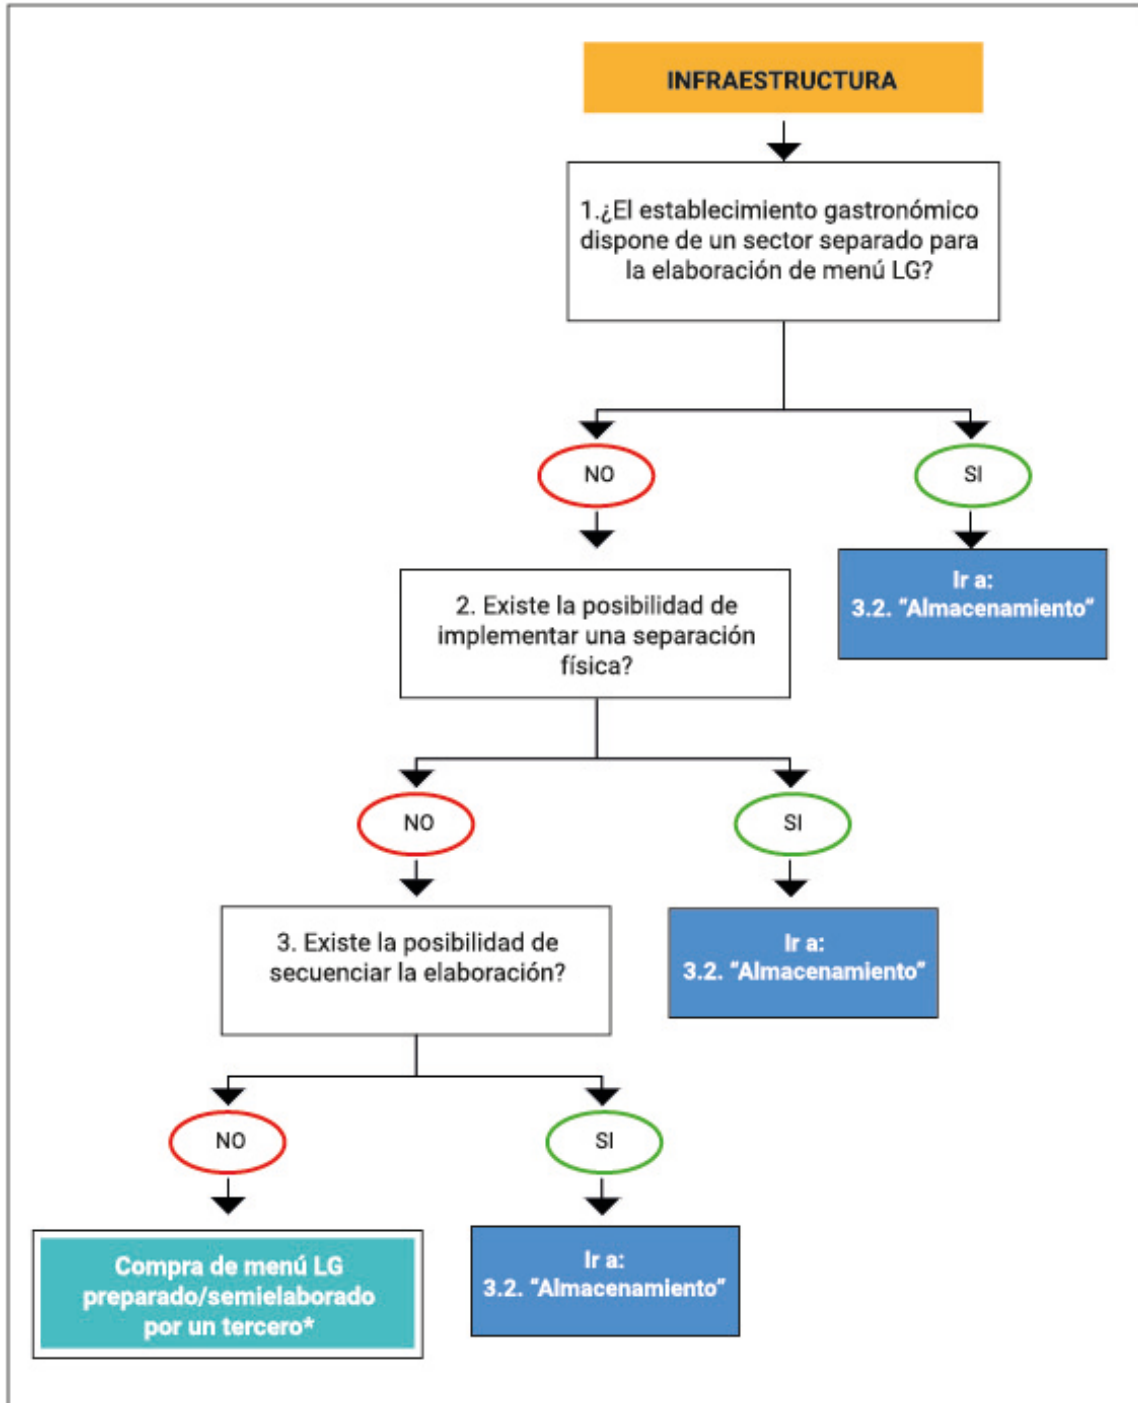 INFRAESTRUCTURA
1.¿El establecimiento gastronómico
dispone de un sector separado para
la elaboración de menú LG?
NO
SI
Ir a:
3.2. “Almacenamiento”
2. Existe la posibilidad de
implementar una separación
física?
NO
SI
Ir a:
3.2. “Almacenamiento”
3. Existe la posibilidad de
secuenciar la elaboración?
NO
SI
Compra de menú LG
preparado/semielaborado
por un tercero*
Ir a:
3.2. “Almacenamiento”